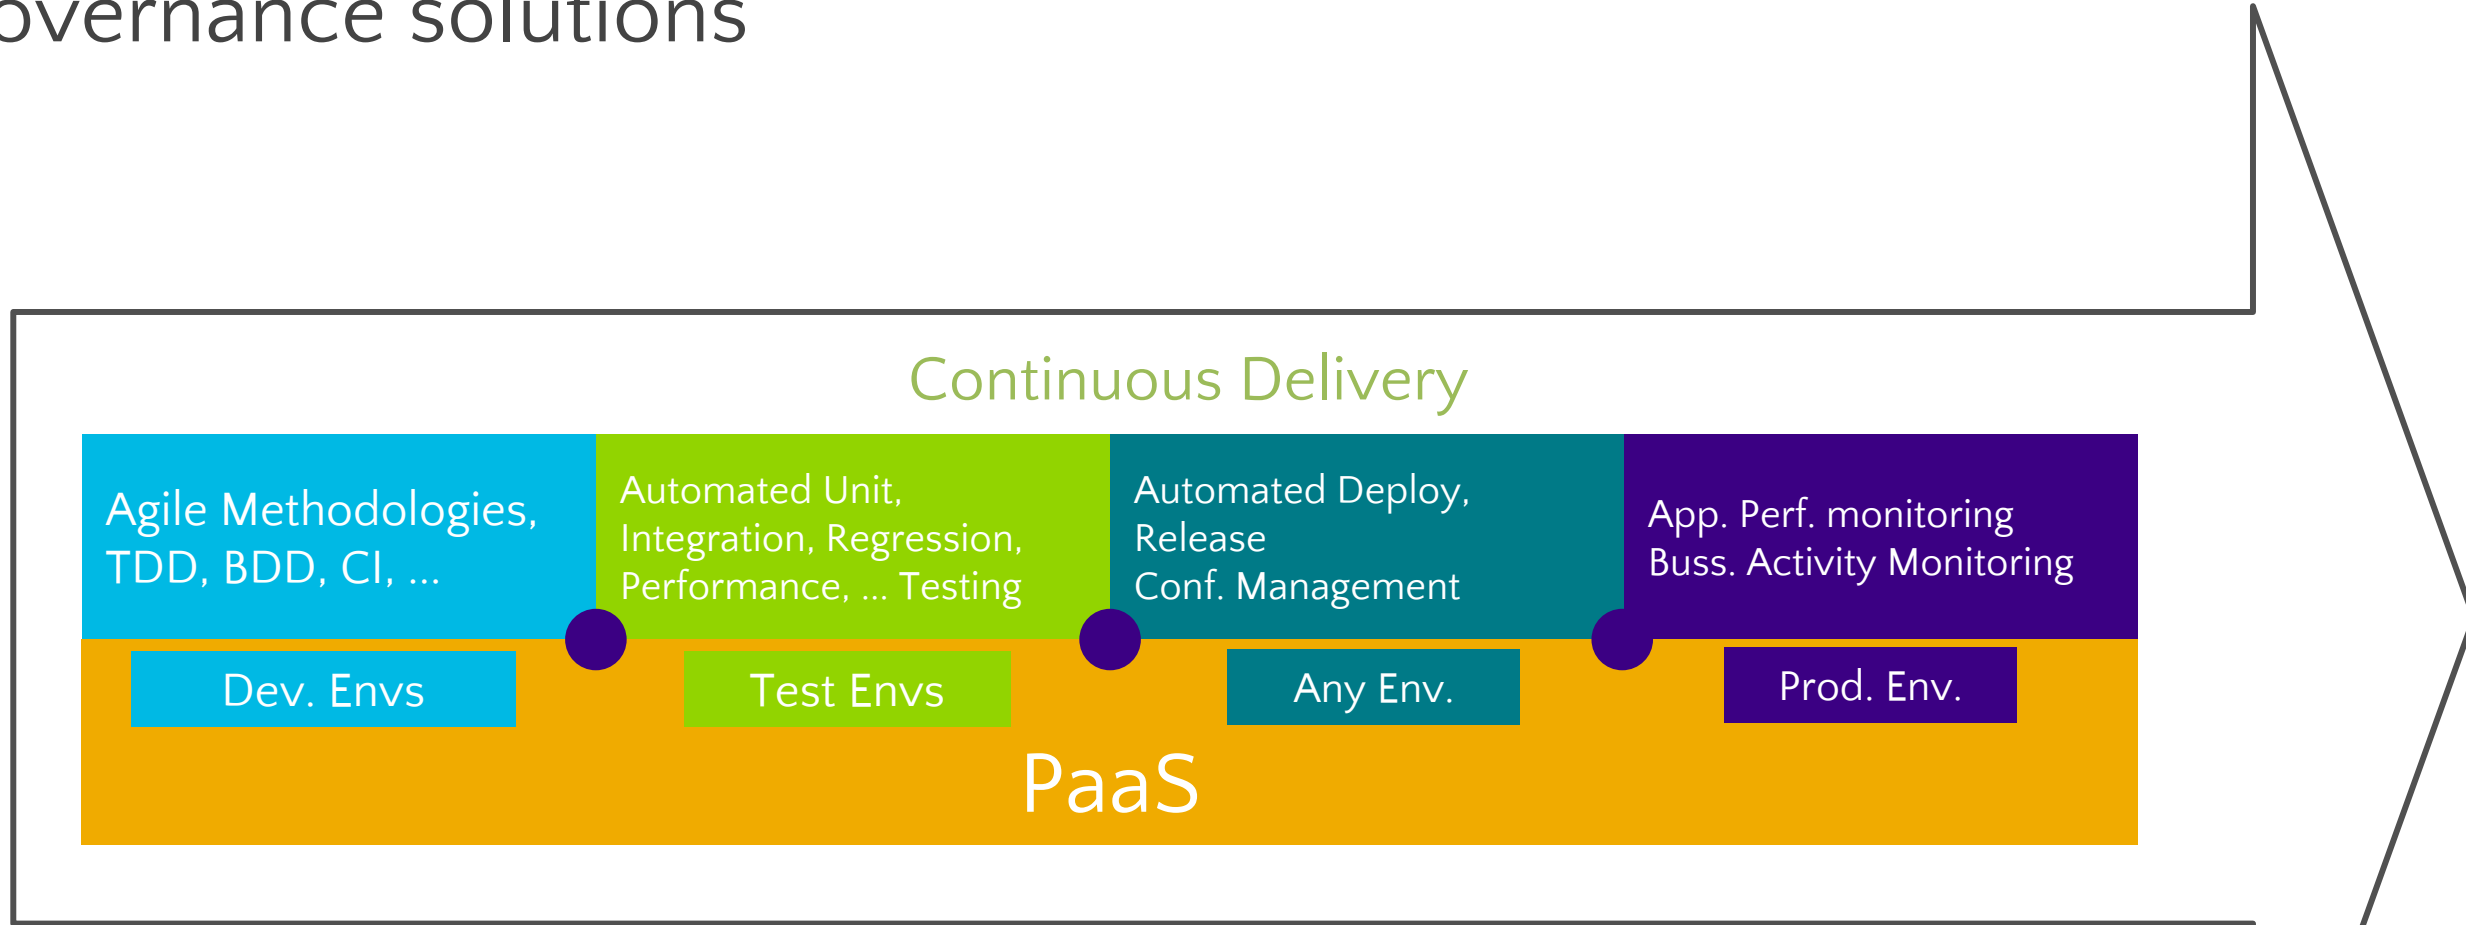 overnance solutions
Continuous Delivery
Agile Methodologies,
TDD, BDD, CI, ...
Automated Unit,
Integration, Regression,
Performance, ... Testing
Automated Deploy,
Release
Conf. Management
App. Perf. monitoring
Buss. Activity Monitoring
Dev. Envs
Test Envs
Any Env.
Prod. Env.
PaaS